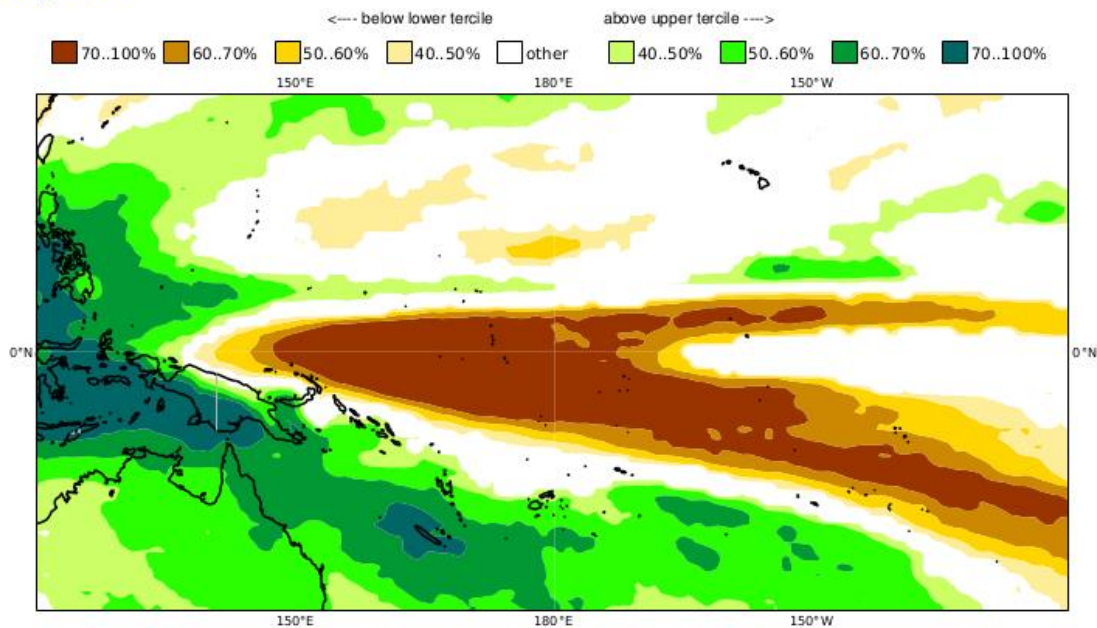 <---- below lower tercile above upper tercile ---->
70..100% 60..70% 50..60% 40..50% other 40..50% 50..60% 60..70% 70..100%
150°E 180°E 150°W
0°N 0°N
150°E 180°E 150°W